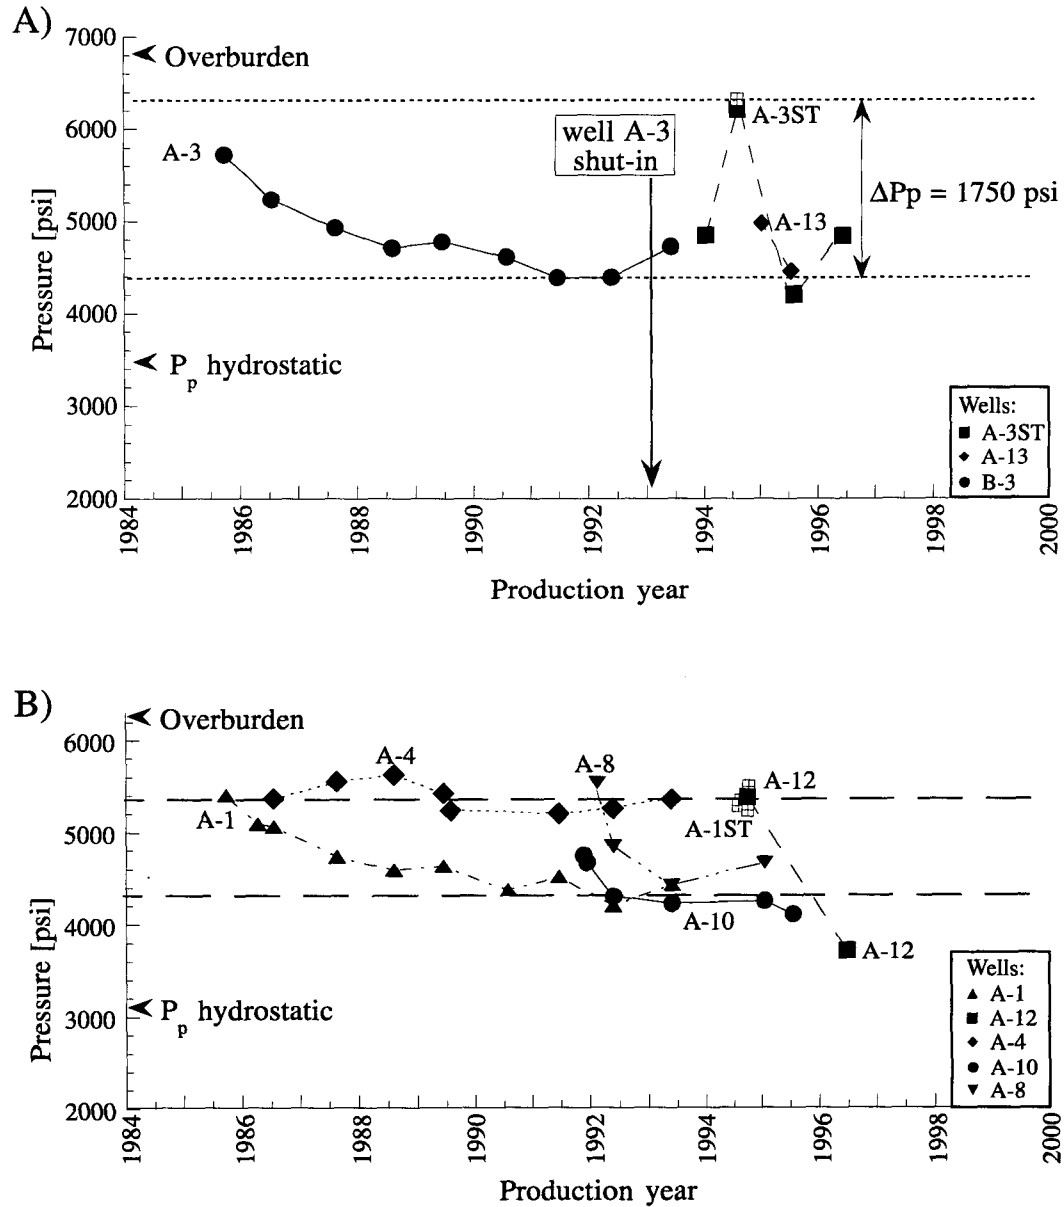 A)
7000
Overburden
6000
A-3
well A-3
shut-in
A-3ST
ΔPp = 1750 psi
5000
A-13
4000
Pp hydrostatic
3000
2000
Pressure [psi]
Wells:
A-3ST
A-13
B-3
1984
1986
1988
1990
1992
1994
1996
1998
2000
Production year
B)
Overburden
6000
A-4
A-8
A-12
A-1
A-1ST
5000
A-10
4000
A-12
Pp hydrostatic
3000
2000
Pressure [psi]
Wells:
A-1
A-12
A-4
A-10
A-8
1984
1986
1988
1990
1992
1994
1996
1998
2000
Production year